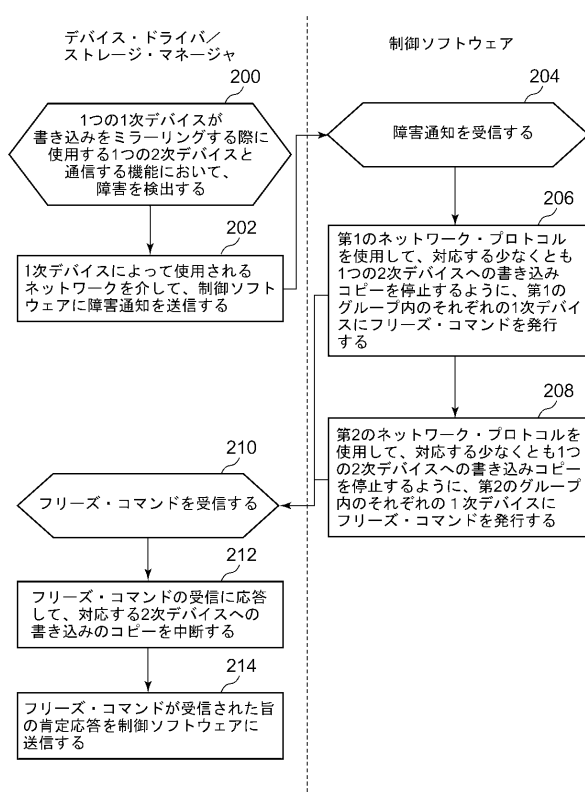 デバイス・ドライバ／
ストレージ・マネージャ
制御ソフトウェア
200
1つの1次デバイスが
書き込みをミラーリングする際に
使用する1つの2次デバイスと
通信する機能において、
障害を検出する
202
1次デバイスによって使用される
ネットワークを介して、制御ソフト
ウェアに障害通知を送信する
204
障害通知を受信する
206
第1のネットワーク・プロトコル
を使用して、対応する少なくとも
1つの2次デバイスへの書き込み
コピーを停止するように、第1の
グループ内のそれぞれの1次デバイ
スにフリーズ・コマンドを発行
する
208
第2のネットワーク・プロトコルを
使用して、対応する少なくとも1つ
の2次デバイスへの書き込みコピー
を停止するように、第2のグループ
内のそれぞれの1次デバイスに
フリーズ・コマンドを発行する
210
フリーズ・コマンドを受信する
212
フリーズ・コマンドの受信に応答
して、対応する2次デバイスへの
書き込みのコピーを中断する
214
フリーズ・コマンドが受信された旨
の肯定応答を制御ソフトウェアに
送信する